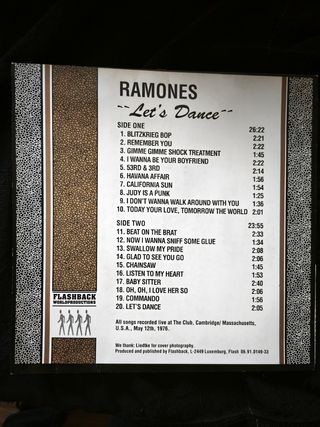 RAMONES
--Let's Dance--
SIDE ONE 26:22
1. BLITZKRIEG BOP 2:21
2. REMEMBER YOU 2:22
3. GIMME GIMME SHOCK TREATMENT 1:45
4. I WANNA BE YOUR BOYFRIEND 2:22
5. 53RD & 3RD 2:14
6. HAVANA AFFAIR 1:56
7. CALIFORNIA SUN 1:54
8. JUDY IS A PUNK 1:25
9. I DON'T WANNA WALK AROUND WITH YOU 1:36
10. TODAY YOUR LOVE, TOMORROW THE WORLD 2:01
SIDE TWO 23:55
11. BEAT ON THE BRAT 2:33
12. NOW I WANNA SNIFF SOME GLUE 1:34
13. SWALLOW MY PRIDE 2:08
14. GLAD TO SEE YOU GO 2:06
15. CHAINSAW 1:45
16. LISTEN TO MY HEART 1:53
17. BABY SITTER 2:40
18. OH, OH, I LOVE HER SO 2:06
19. COMMANDO 1:56
20. LET'S DANCE 2:05
FLASHBACK
WORLDPRODUCTIONS
All songs recorded live at The Club, Cambridge/ Massachusetts,
U.S.A., May 12th, 1976.
We thank: Liedtke for cover photography.
Produced and published by Flashback, L-2449 Luxemburg, Flash 06.91.0149-33